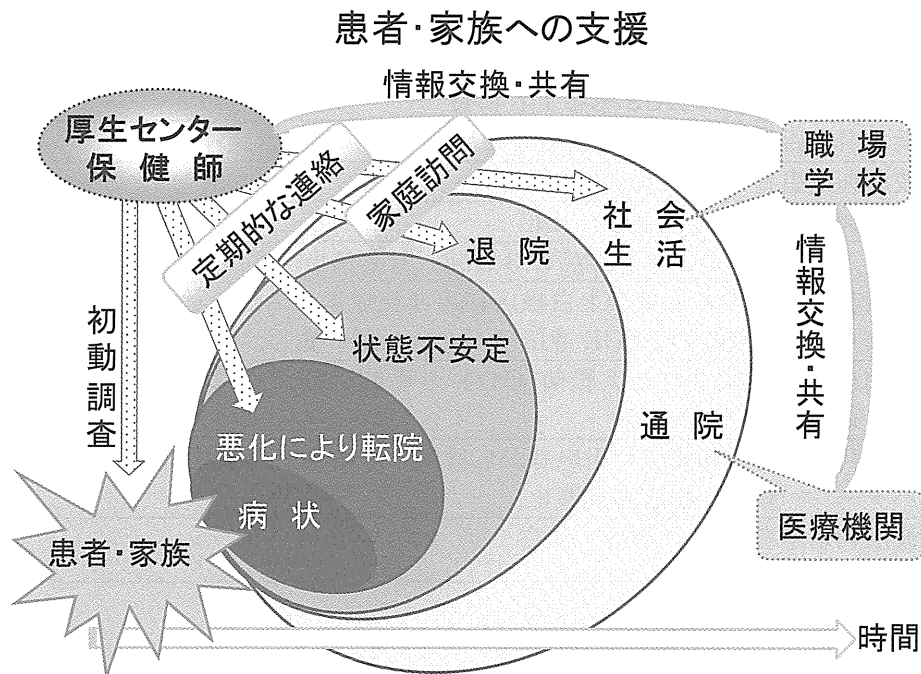 患者・家族への支援
情報交換・共有
厚生センター
保健師
職場
学校
定期的な連絡
家庭訪問
社会
生活
退院
情報交換・共有
初動調査
状態不安定
通院
悪化により転院
病状
医療機関
患者・家族
時間